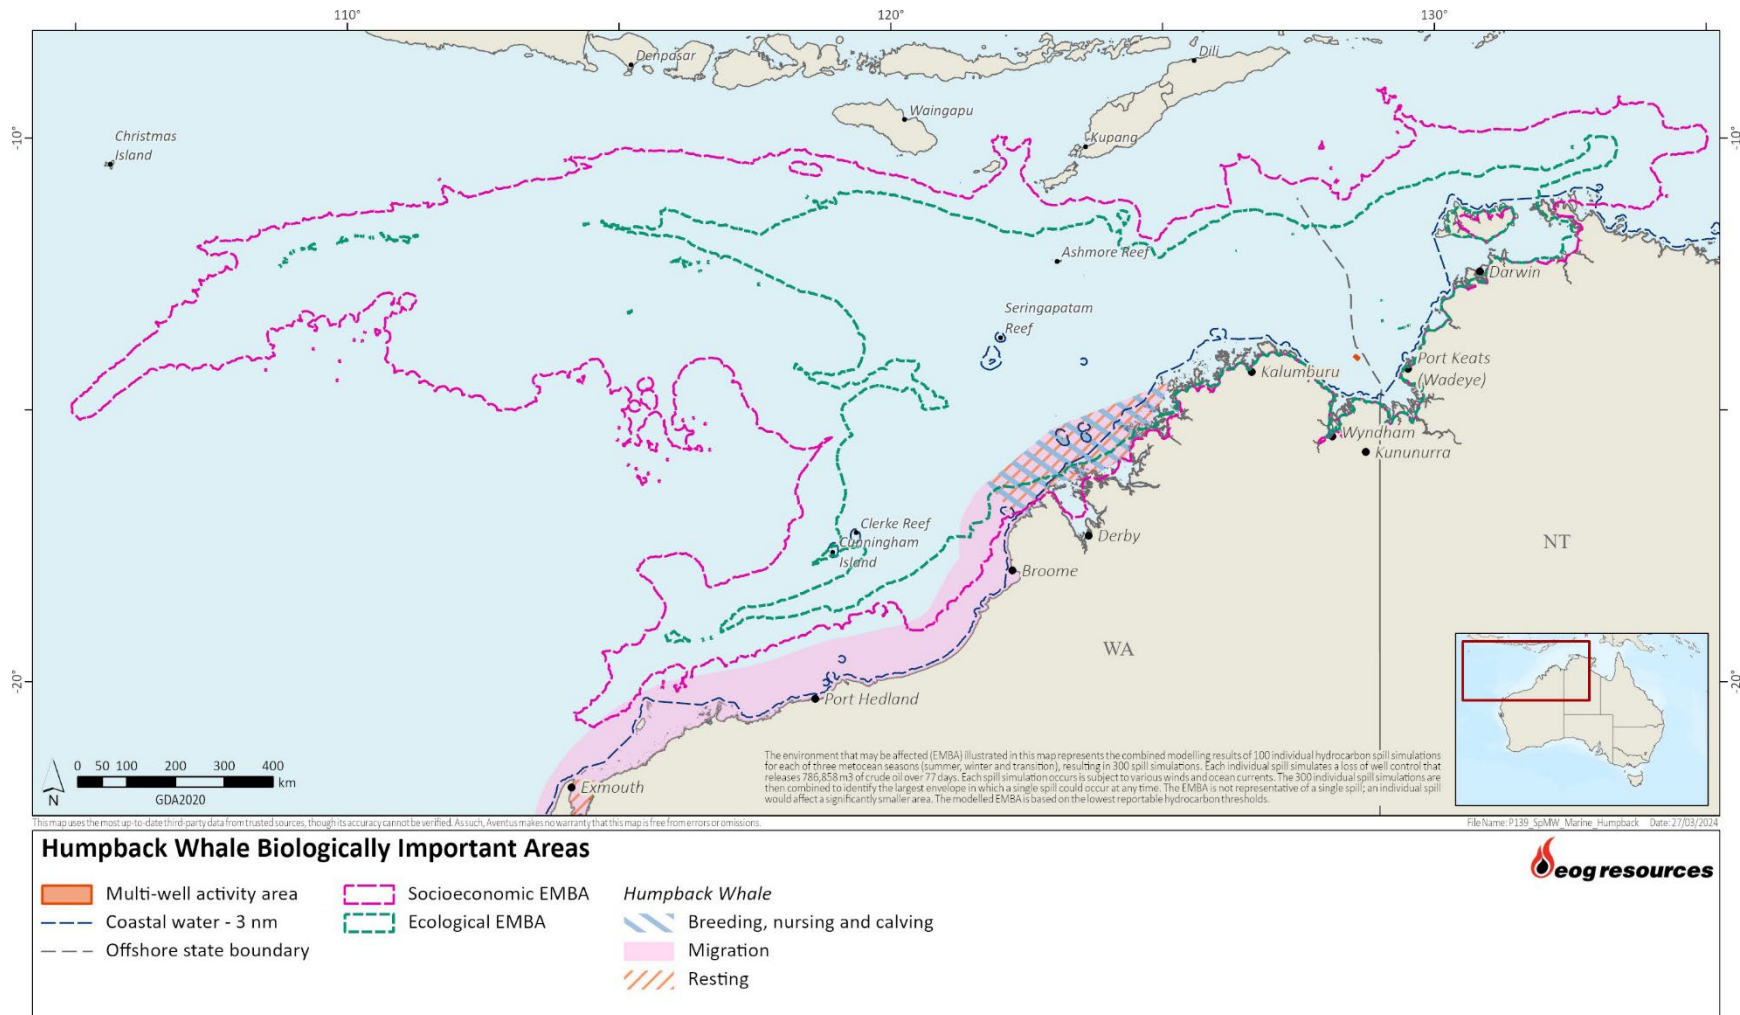 110°
120°
130°
-10°
-10°
-20°
-20°
Denpasar
Dili
Waingapu
Christmas
Island
Kupang
Ashmore Reef
Darwin
Seringapatam
Reef
Port Keats
(Wadeye)
Kalumburu
Wyndham
Kununurra
Clerke Reef
Cunningham
Island
Derby
NT
Broome
WA
Port Hedland
Exmouth
0 50 100 200 300 400
km
N
GDA2020
The environment that may be affected (EMBA) illustrated in this map represents the combined modelling results of 100 individual hydrocarbon spill simulations
for each of three metocean seasons (summer, winter and transition), resulting in 300 spill simulations. Each individual spill simulates a loss of well control that
releases 786,858 m3 of crude oil over 77 days. Each spill simulation occurs is subject to various winds and ocean currents. The 300 individual spill simulations are
then combined to identify the largest envelope in which a single spill could occur at any time. The EMBA is not representative of a single spill; an individual spill
would affect a significantly smaller area. The modelled EMBA is based on the lowest reportable hydrocarbon thresholds.
This map uses the most up-to-date third-party data from trusted sources, though its accuracy cannot be verified. As such, Aventus makes no warranty that this map is free from errors or omissions.
File Name: P139_SpMW_Marine_Humpback Date: 27/03/2024
Humpback Whale Biologically Important Areas
eog resources
Multi-well activity area
Coastal water - 3 nm
Offshore state boundary
Socioeconomic EMBA
Ecological EMBA
Humpback Whale
Breeding, nursing and calving
Migration
Resting